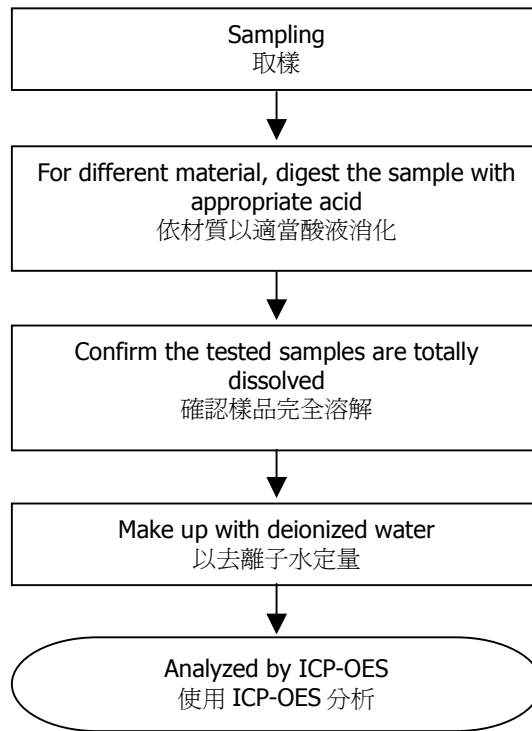 Sampling
取樣
For different material, digest the sample with
appropriate acid
依材質以適當酸液消化
Confirm the tested samples are totally
dissolved
確認樣品完全溶解
Make up with deionized water
以去離子水定量
Analyzed by ICP-OES
使用 ICP-OES 分析